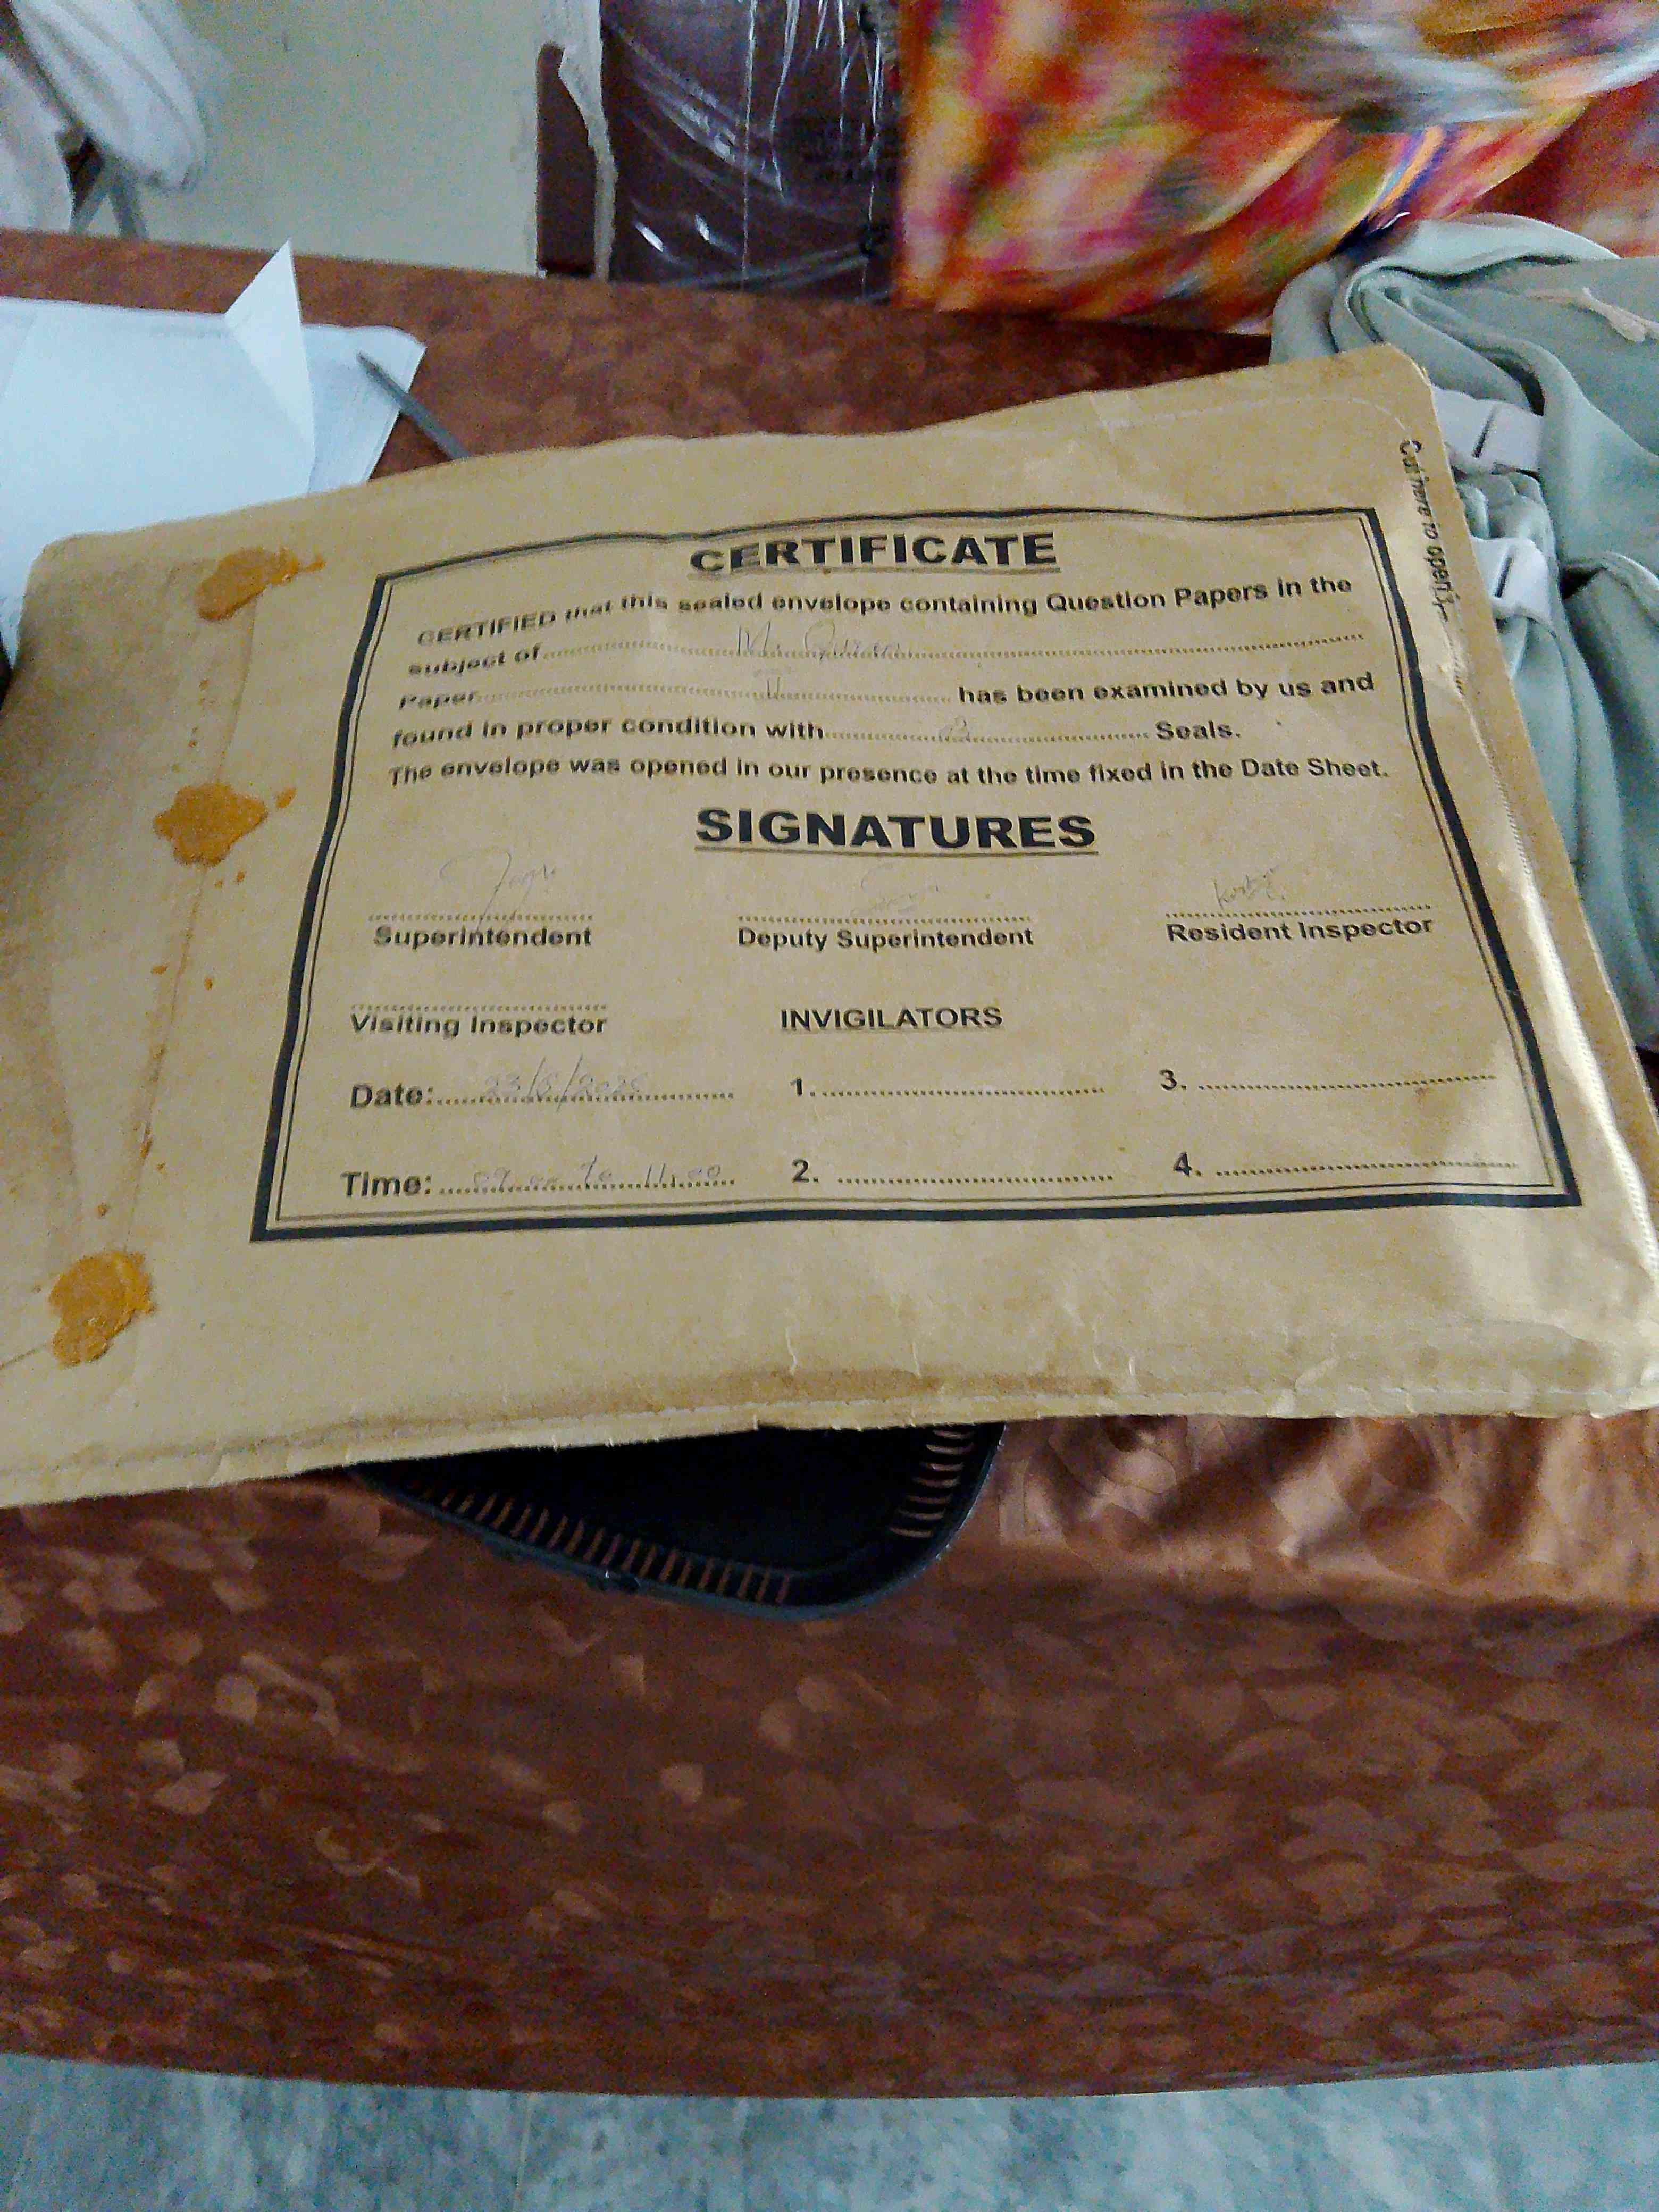 CERTIFICATE
CERTIFIED that this sealed envelope containing Question Papers in the
subject of
Paper 11 has been examined by us and
found in proper condition with Seals.
The envelope was opened in our presence at the time fixed in the Date Sheet.
SIGNATURES
Superintendent Deputy Superintendent Resident Inspector
Visiting Inspector INVIGILATORS
Date: 1. 3.
Time: 11.00 2. 4.
Cut here to open